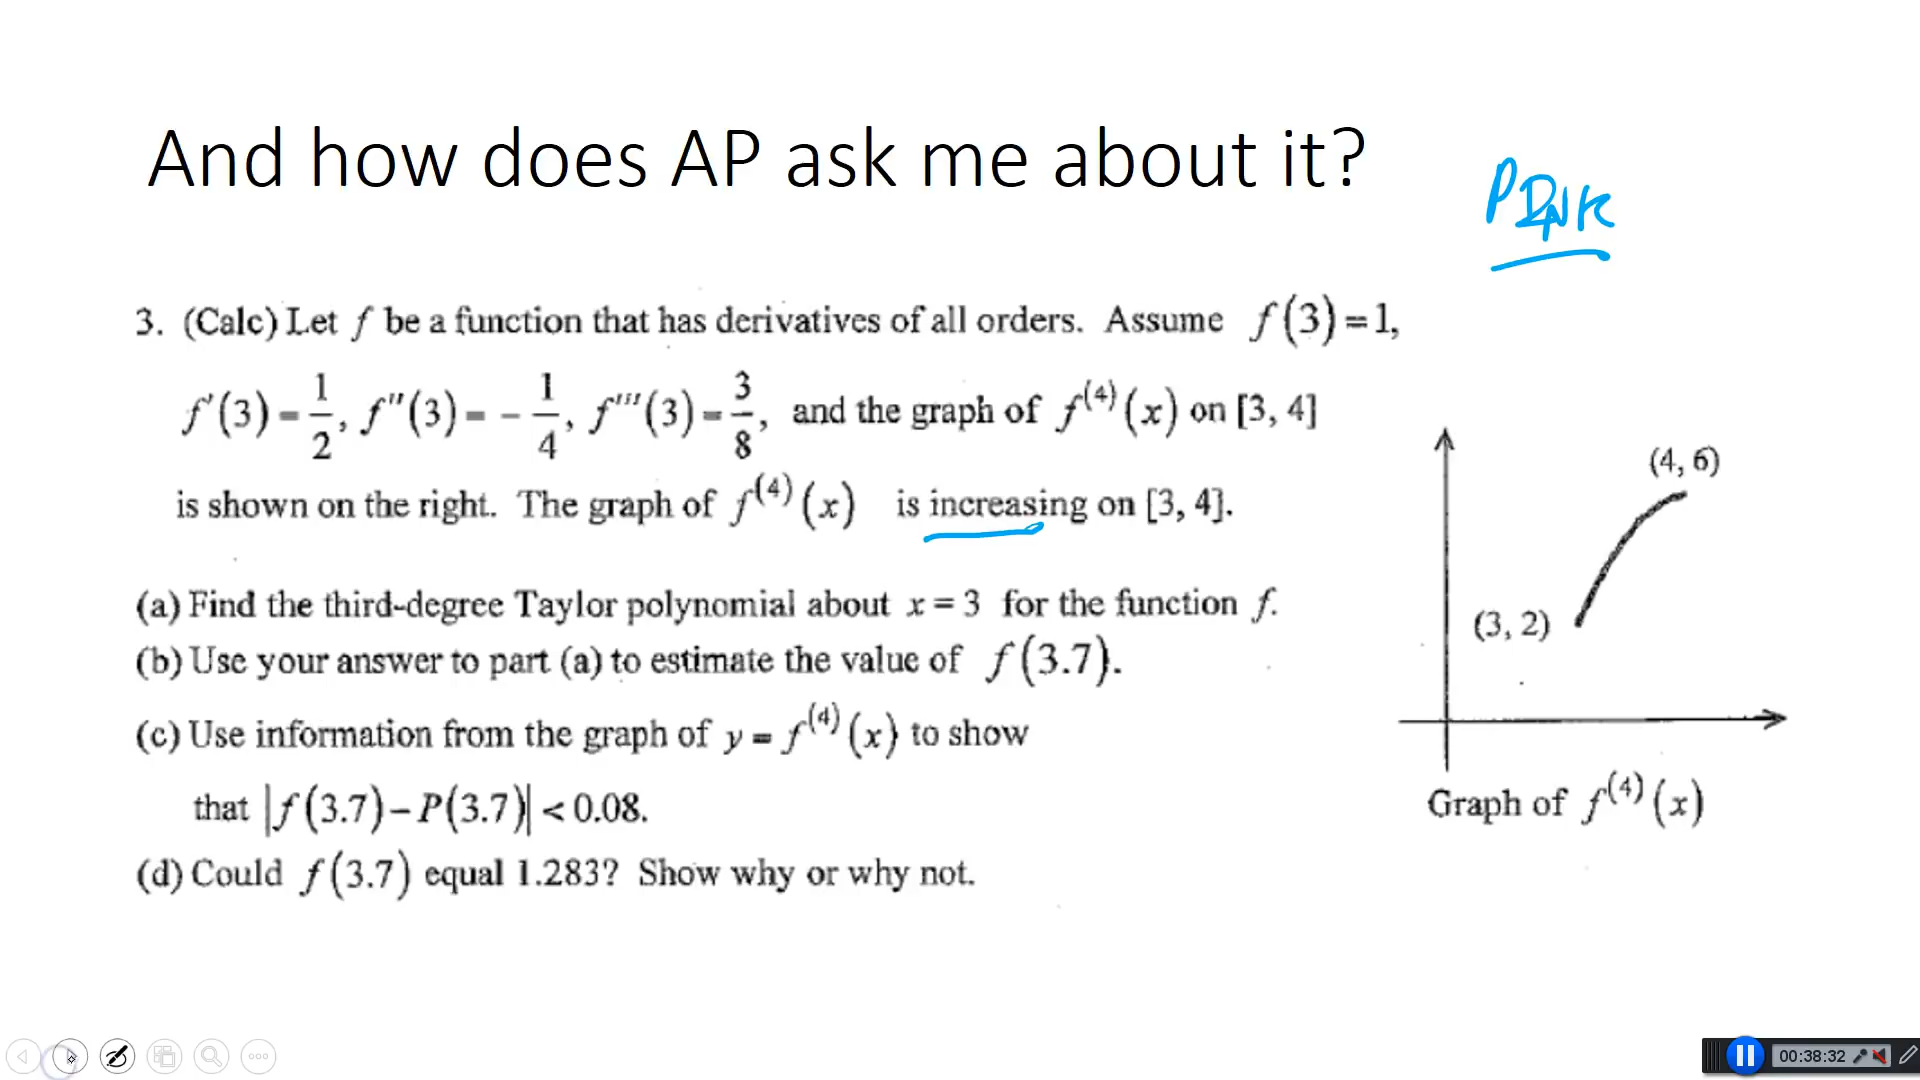 And how does AP ask me about it?
PINK
3. (Calc) Let f be a function that has derivatives of all orders. Assume f(3)=1,
f′(3)=1/2, f″(3)=-1/4, f‴(3)=3/8, and the graph of f⁽⁴⁾(x) on [3, 4]
is shown on the right. The graph of f⁽⁴⁾(x) is increasing on [3, 4].
(a) Find the third-degree Taylor polynomial about x=3 for the function f.
(b) Use your answer to part (a) to estimate the value of f(3.7).
(c) Use information from the graph of y=f⁽⁴⁾(x) to show
that |f(3.7)-P(3.7)|<0.08.
(d) Could f(3.7) equal 1.283? Show why or why not.
(4, 6)
(3, 2)
Graph of f⁽⁴⁾(x)
00:38:32